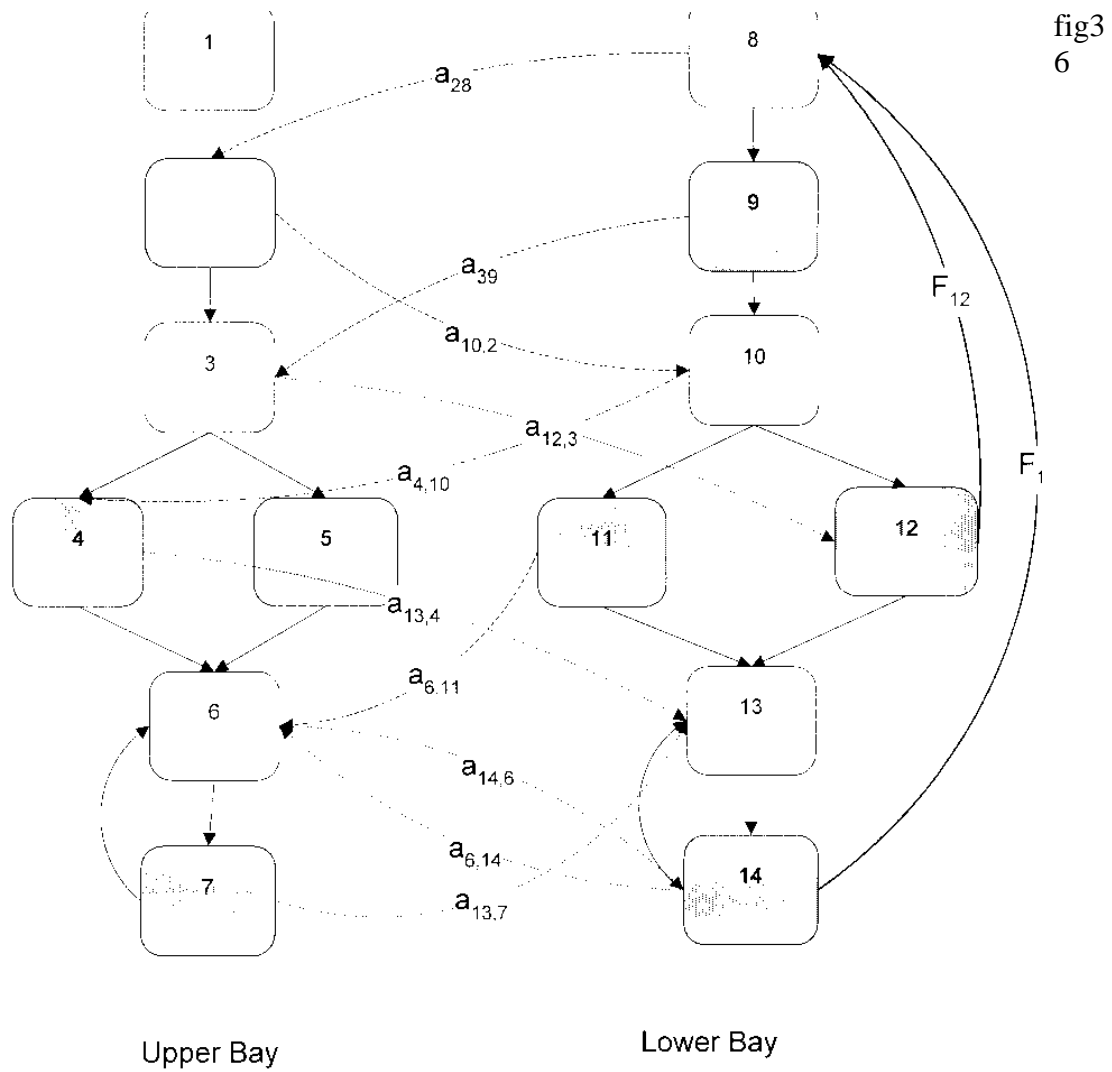 fig3
6
1
8
a28
9
a39
F12
a10,2
3
10
a12,3
a4,10
F1
4
5
11
12
a13,4
a6,11
6
13
a14,6
a6,14
7
14
a13,7
Upper Bay
Lower Bay